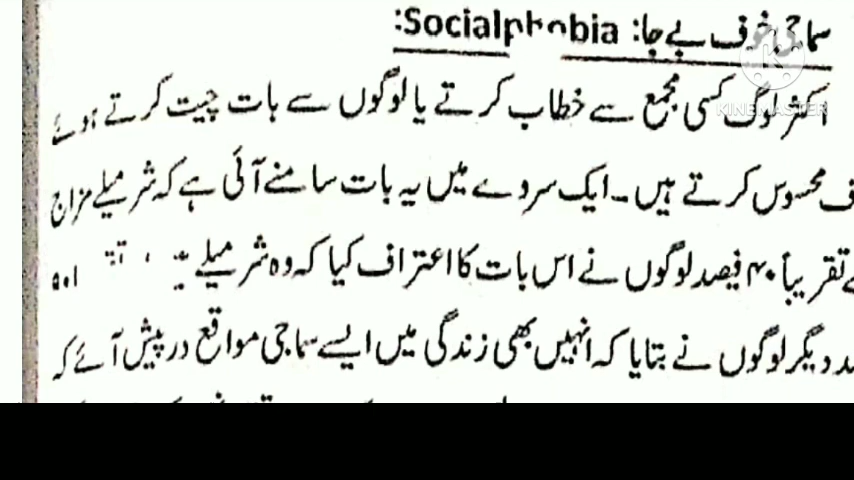 سماجی خوف بے جا: Socialphobia:
اکثر لوگ کسی مجمع سے خطاب کرتے یا لوگوں سے بات چیت کرتے ہوئے
محسوس کرتے ہیں۔ ایک سروے میں یہ بات سامنے آئی ہے کہ شرمیلے مزاج
تقریباً ۴۰ فیصد لوگوں نے اس بات کا اعتراف کیا کہ وہ شرمیلے
دیگر لوگوں نے بتایا کہ انہیں بھی زندگی میں ایسے سماجی مواقع درپیش آئے کہ
KINEMASTER